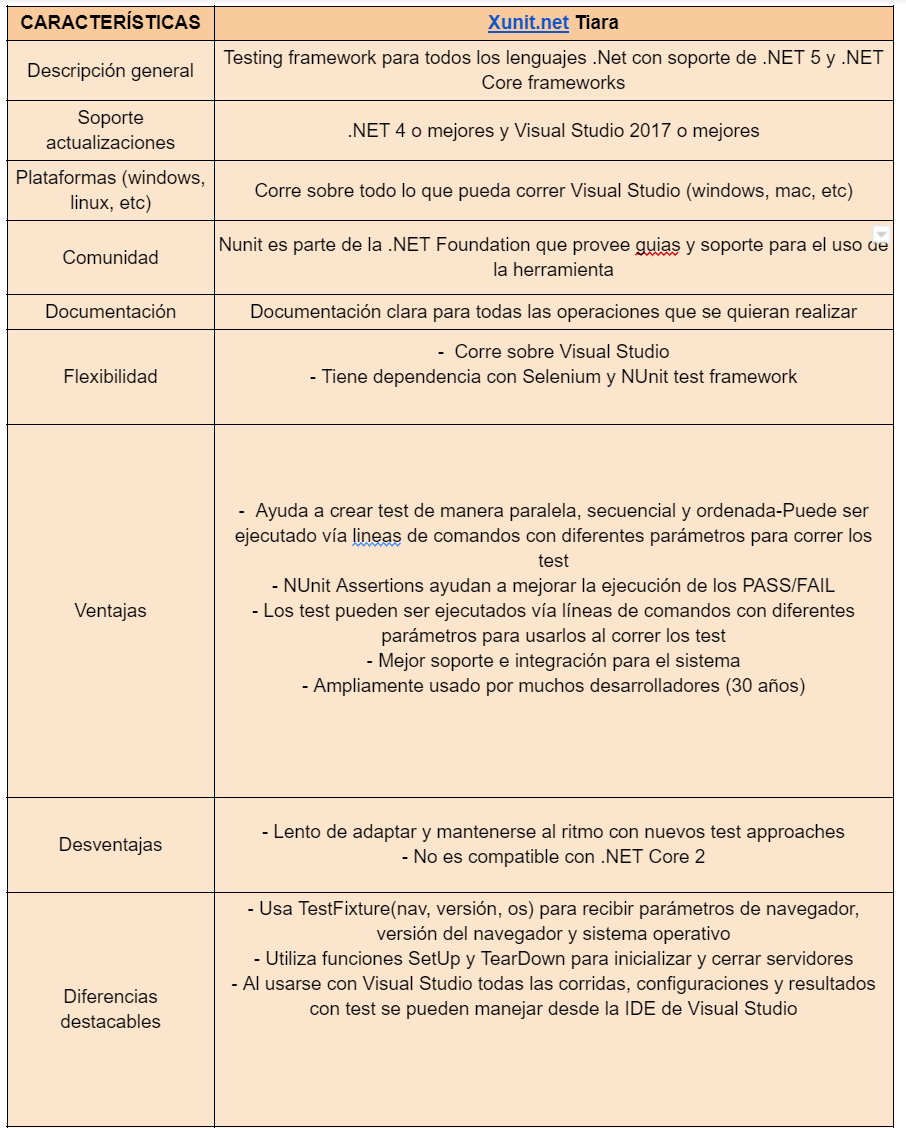 CARACTERÍSTICAS
Xunit.net Tiara
Descripción general
Testing framework para todos los lenguajes .Net con soporte de .NET 5 y .NET
Core frameworks
Soporte
actualizaciones
.NET 4 o mejores y Visual Studio 2017 o mejores
Plataformas (windows,
linux, etc)
Corre sobre todo lo que pueda correr Visual Studio (windows, mac, etc)
Comunidad
Nunit es parte de la .NET Foundation que provee guias y soporte para el uso de
la herramienta
Documentación
Documentación clara para todas las operaciones que se quieran realizar
Flexibilidad
- Corre sobre Visual Studio
- Tiene dependencia con Selenium y NUnit test framework
Ventajas
- Ayuda a crear test de manera paralela, secuencial y ordenada-Puede ser
ejecutado vía lineas de comandos con diferentes parámetros para correr los
test
- NUnit Assertions ayudan a mejorar la ejecución de los PASS/FAIL
- Los test pueden ser ejecutados vía líneas de comandos con diferentes
parámetros para usarlos al correr los test
- Mejor soporte e integración para el sistema
- Ampliamente usado por muchos desarrolladores (30 años)
Desventajas
- Lento de adaptar y mantenerse al ritmo con nuevos test approaches
- No es compatible con .NET Core 2
Diferencias
destacables
- Usa TestFixture(nav, versión, os) para recibir parámetros de navegador,
versión del navegador y sistema operativo
- Utiliza funciones SetUp y TearDown para inicializar y cerrar servidores
- Al usarse con Visual Studio todas las corridas, configuraciones y resultados
con test se pueden manejar desde la IDE de Visual Studio